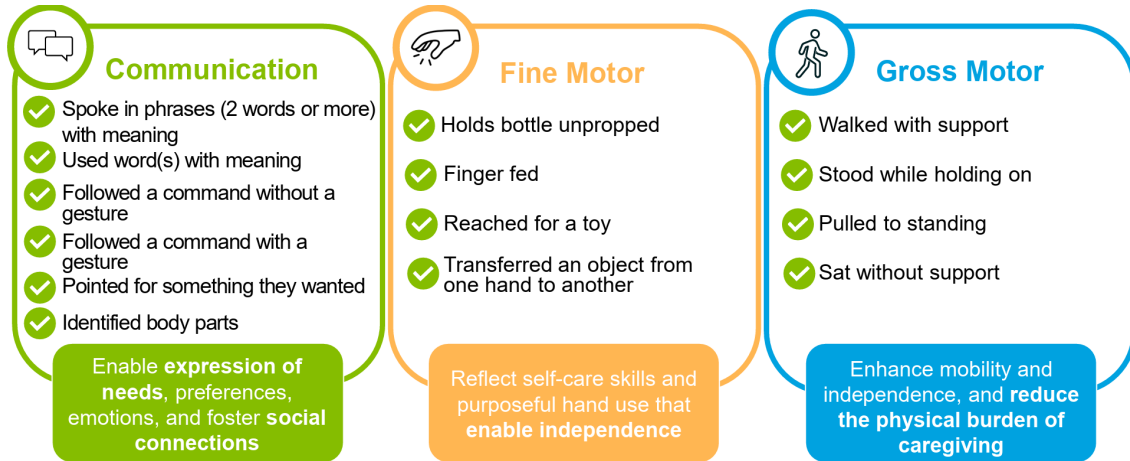 Communication
Spoke in phrases (2 words or more)
with meaning
Used word(s) with meaning
Followed a command without a
gesture
Followed a command with a
gesture
Pointed for something they wanted
Identified body parts
Enable expression of
needs, preferences,
emotions, and foster social
connections
Fine Motor
Holds bottle unpropped
Finger fed
Reached for a toy
Transferred an object from
one hand to another
Reflect self-care skills and
purposeful hand use that
enable independence
Gross Motor
Walked with support
Stood while holding on
Pulled to standing
Sat without support
Enhance mobility and
independence, and reduce
the physical burden of
caregiving